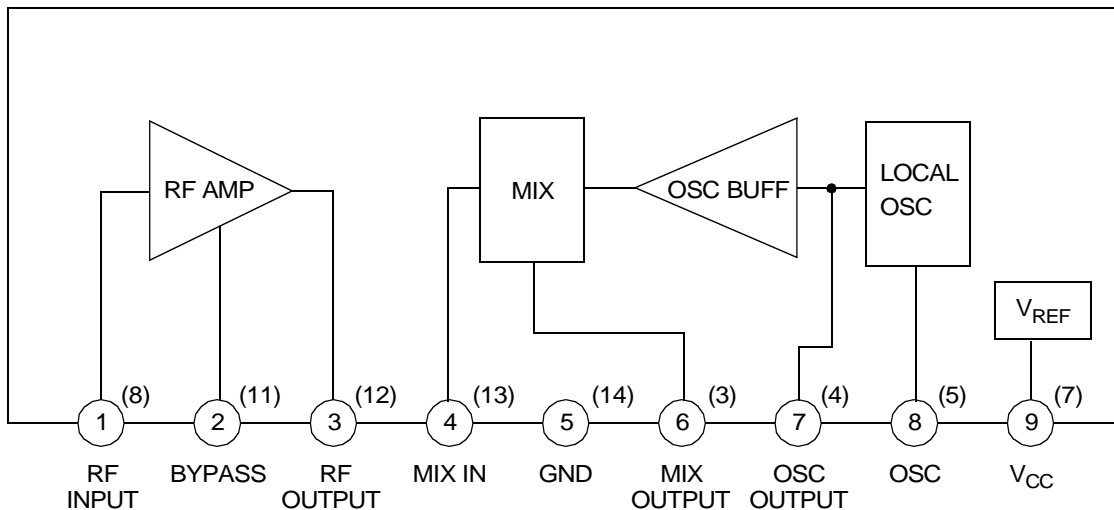 RF AMP
MIX
OSC BUFF
LOCAL
OSC
VREF
1 (8) 2 (11) 3 (12) 4 (13) 5 (14) 6 (3) 7 (4) 8 (5) 9 (7)
RF
INPUT
BYPASS
RF
OUTPUT
MIX IN
GND
MIX
OUTPUT
OSC
OUTPUT
OSC
VCC